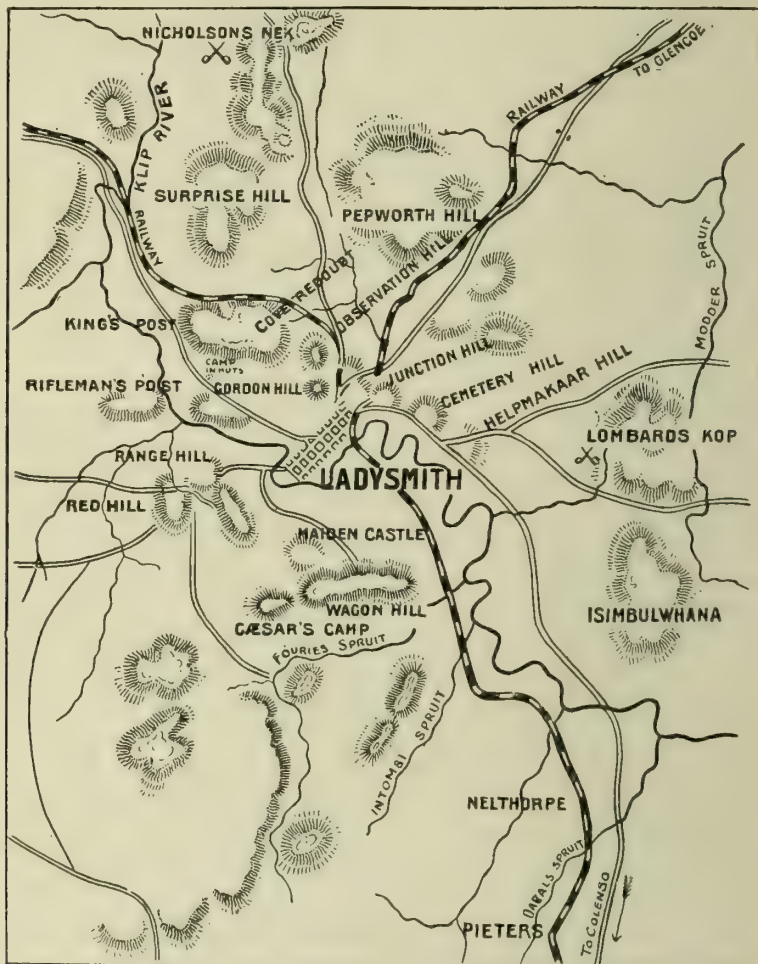 NICHOLSONS NEK
TO GLENCOE
RAILWAY
KLIP RIVER
SURPRISE HILL
PEPWORTH HILL
RAILWAY
COVE REDOUBT
OBSERVATION HILL
MODDER SPRUIT
KING'S POST
CAMP
IN HUTS
JUNCTION HILL
RIFLEMAN'S POST
GORDON HILL
CEMETERY HILL
HELPMAKAAR HILL
LOMBARDS KOP
RANGE HILL
LADYSMITH
RED HILL
MAIDEN CASTLE
WAGON HILL
CÆSAR'S CAMP
ISIMBULWHANA
FOURIES SPRUIT
INTOMBI SPRUIT
NELTHORPE
SPRUIT
PIETERS
TO COLENSO